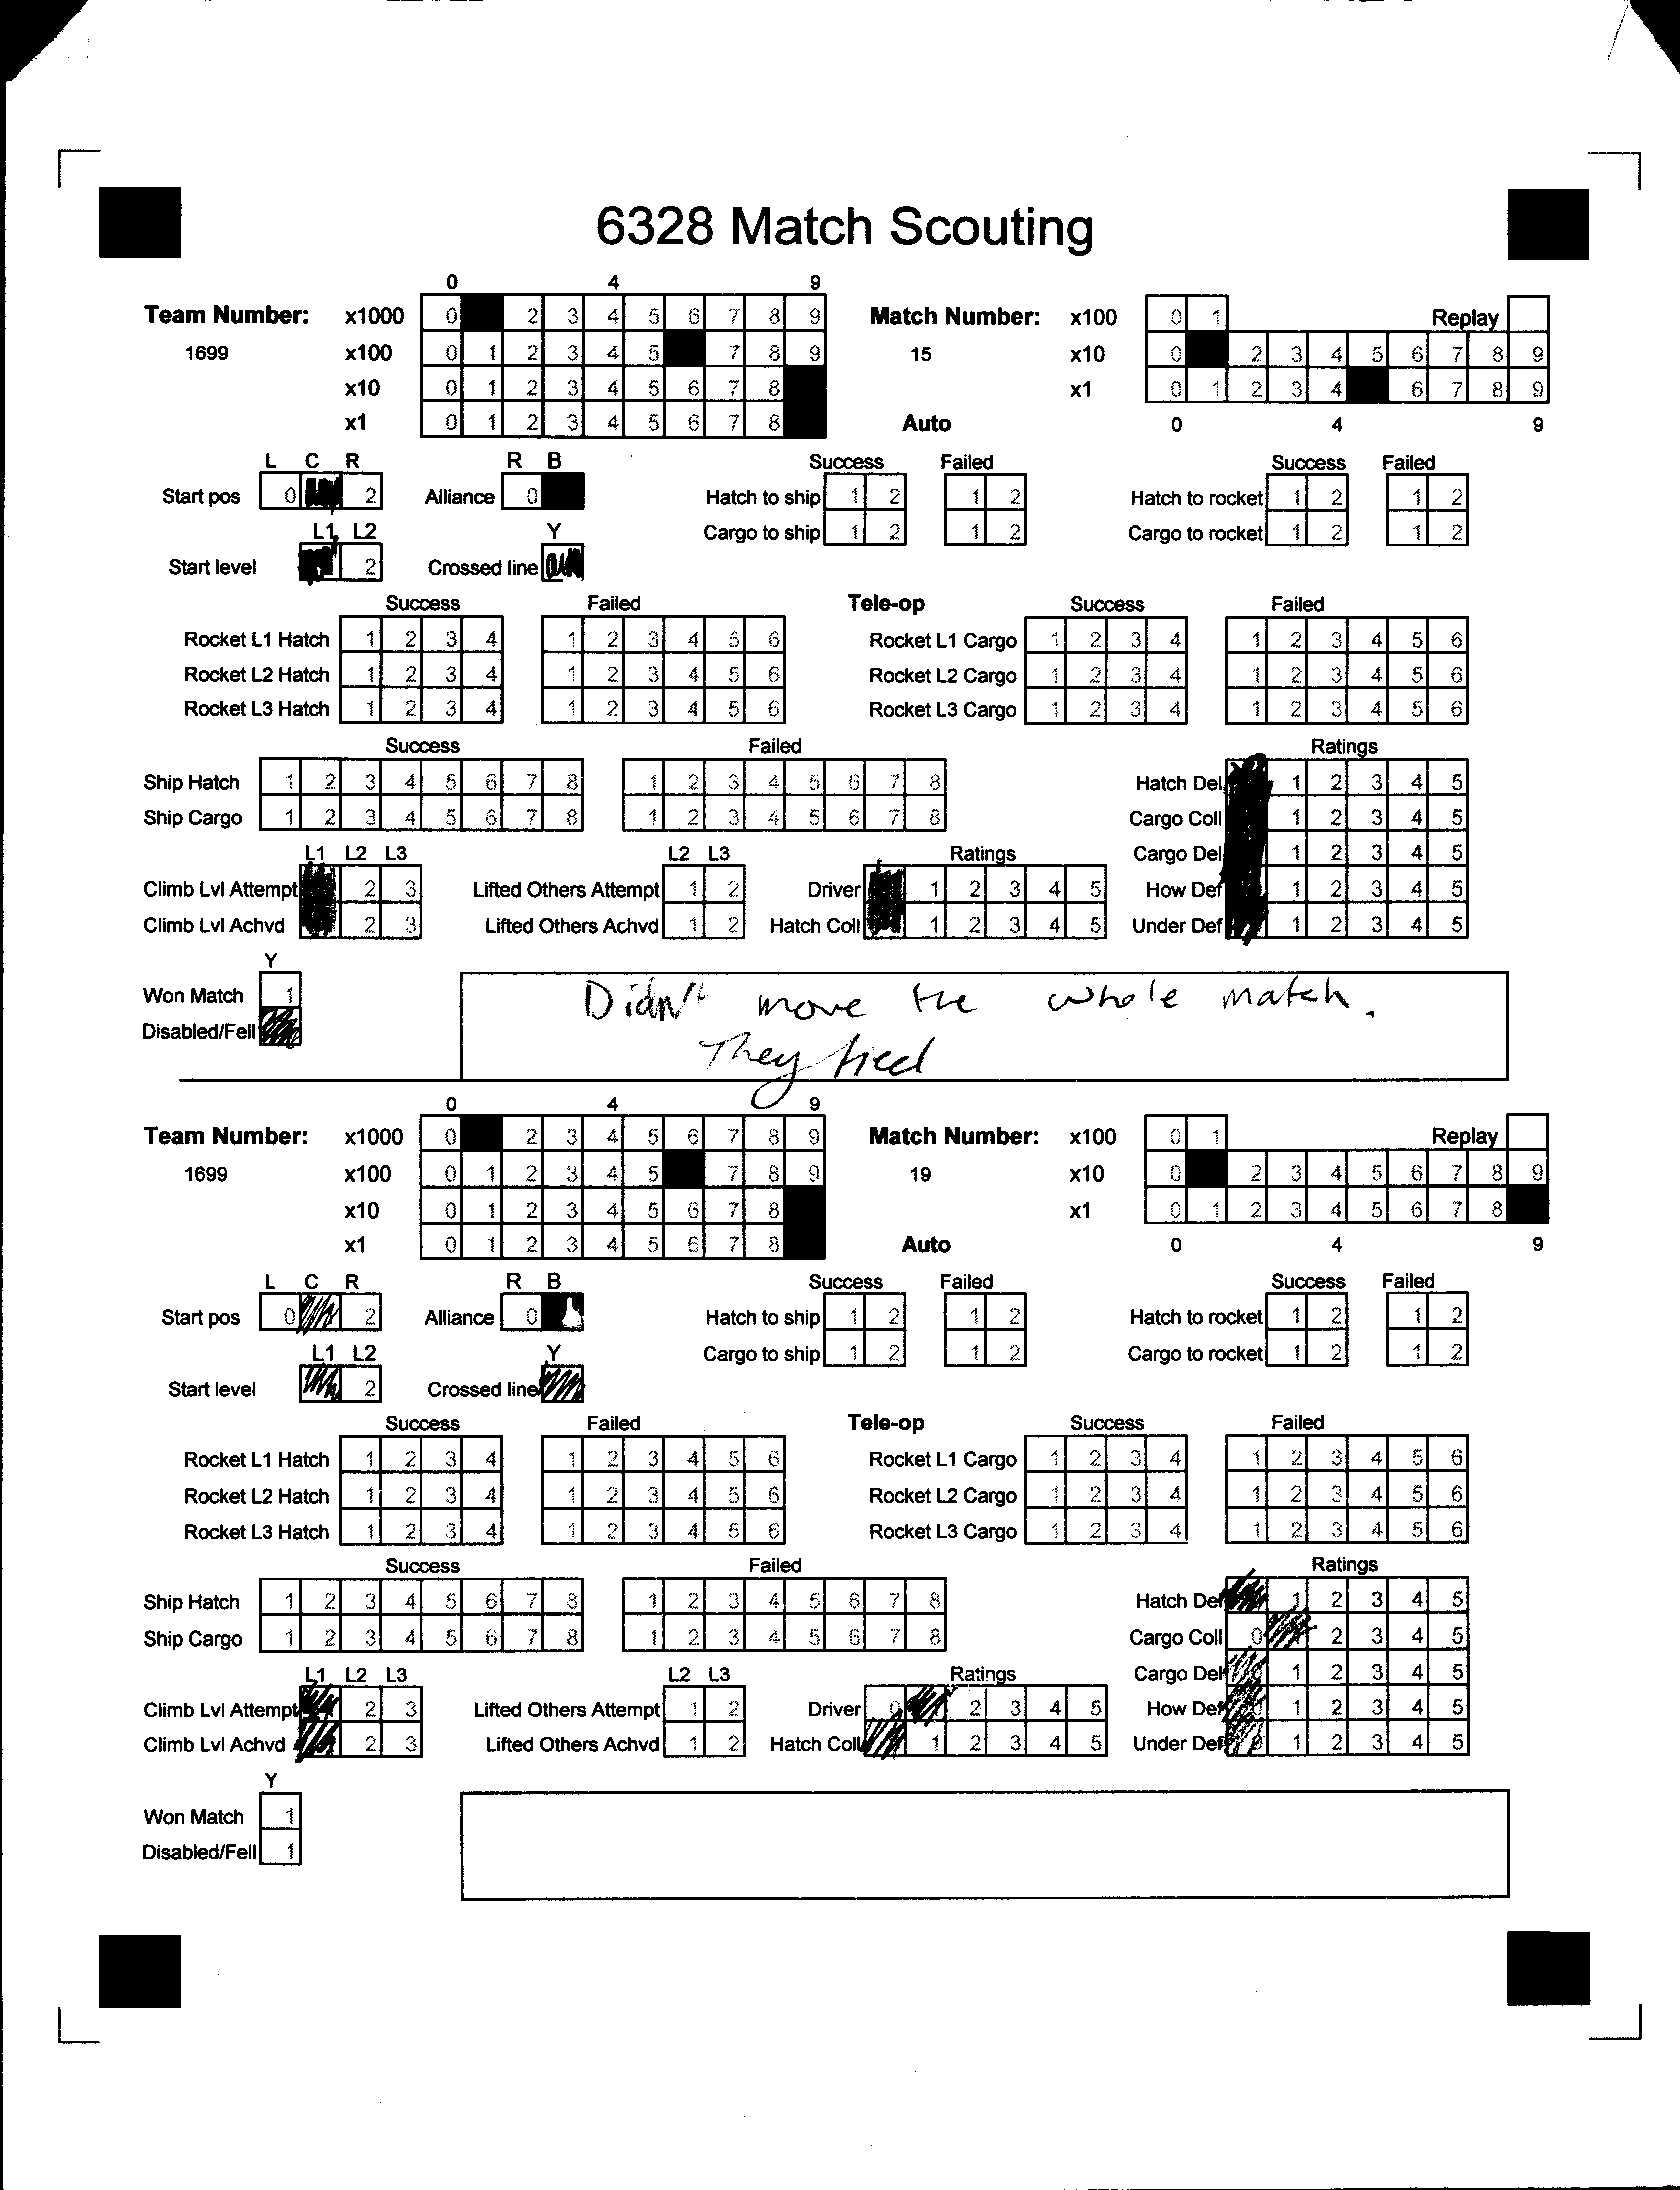 6328 Match Scouting
0 4 9
Team Number: x1000 0 2 3 4 5 6 7 8 9 Match Number: x100 0 1 Replay
1699 x100 0 1 2 3 4 5 7 8 9 15 x10 0 2 3 4 5 6 7 8 9
x10 0 1 2 3 4 5 6 7 8 x1 0 1 2 3 4 6 7 8 9
x1 0 1 2 3 4 5 6 7 8 Auto 0 4 9
L C R R B Success Failed Success Failed
Start pos 0 2 Alliance 0 Hatch to ship 1 2 1 2 Hatch to rocket 1 2 1 2
L1 L2 Y Cargo to ship 1 2 1 2 Cargo to rocket 1 2 1 2
Start level 2 Crossed line
Success Failed Tele-op Success Failed
Rocket L1 Hatch 1 2 3 4 1 2 3 4 5 6 Rocket L1 Cargo 1 2 3 4 1 2 3 4 5 6
Rocket L2 Hatch 1 2 3 4 1 2 3 4 5 6 Rocket L2 Cargo 1 2 3 4 1 2 3 4 5 6
Rocket L3 Hatch 1 2 3 4 1 2 3 4 5 6 Rocket L3 Cargo 1 2 3 4 1 2 3 4 5 6
Success Failed Ratings
Ship Hatch 1 2 3 4 5 6 7 8 1 2 3 4 5 6 7 8 Hatch Del 1 2 3 4 5
Ship Cargo 1 2 3 4 5 6 7 8 1 2 3 4 5 6 7 8 Cargo Coll 1 2 3 4 5
L1 L2 L3 L2 L3 Ratings Cargo Del 1 2 3 4 5
Climb Lvl Attempt 2 3 Lifted Others Attempt 1 2 Driver 1 2 3 4 5 How Def 1 2 3 4 5
Climb Lvl Achvd 2 3 Lifted Others Achvd 1 2 Hatch Coll 1 2 3 4 5 Under Def 1 2 3 4 5
Y
Won Match 1 Didn't move the whole match.
Disabled/Fell They tied
0 4 9
Team Number: x1000 0 2 3 4 5 6 7 8 9 Match Number: x100 0 1 Replay
1699 x100 0 1 2 3 4 5 7 8 9 19 x10 0 2 3 4 5 6 7 8 9
x10 0 1 2 3 4 5 6 7 8 x1 0 1 2 3 4 5 6 7 8
x1 0 1 2 3 4 5 6 7 8 Auto 0 4 9
L C R R B Success Failed Success Failed
Start pos 0 2 Alliance 0 Hatch to ship 1 2 1 2 Hatch to rocket 1 2 1 2
L1 L2 Y Cargo to ship 1 2 1 2 Cargo to rocket 1 2 1 2
Start level 2 Crossed line
Success Failed Tele-op Success Failed
Rocket L1 Hatch 1 2 3 4 1 2 3 4 5 6 Rocket L1 Cargo 1 2 3 4 1 2 3 4 5 6
Rocket L2 Hatch 1 2 3 4 1 2 3 4 5 6 Rocket L2 Cargo 1 2 3 4 1 2 3 4 5 6
Rocket L3 Hatch 1 2 3 4 1 2 3 4 5 6 Rocket L3 Cargo 1 2 3 4 1 2 3 4 5 6
Success Failed Ratings
Ship Hatch 1 2 3 4 5 6 7 8 1 2 3 4 5 6 7 8 Hatch Del 1 2 3 4 5
Ship Cargo 1 2 3 4 5 6 7 8 1 2 3 4 5 6 7 8 Cargo Coll 0 2 3 4 5
L1 L2 L3 L2 L3 Ratings Cargo Del 1 2 3 4 5
Climb Lvl Attempt 2 3 Lifted Others Attempt 1 2 Driver 0 2 3 4 5 How Def 1 2 3 4 5
Climb Lvl Achvd 2 3 Lifted Others Achvd 1 2 Hatch Coll 1 2 3 4 5 Under Def 0 1 2 3 4 5
Y
Won Match 1
Disabled/Fell 1